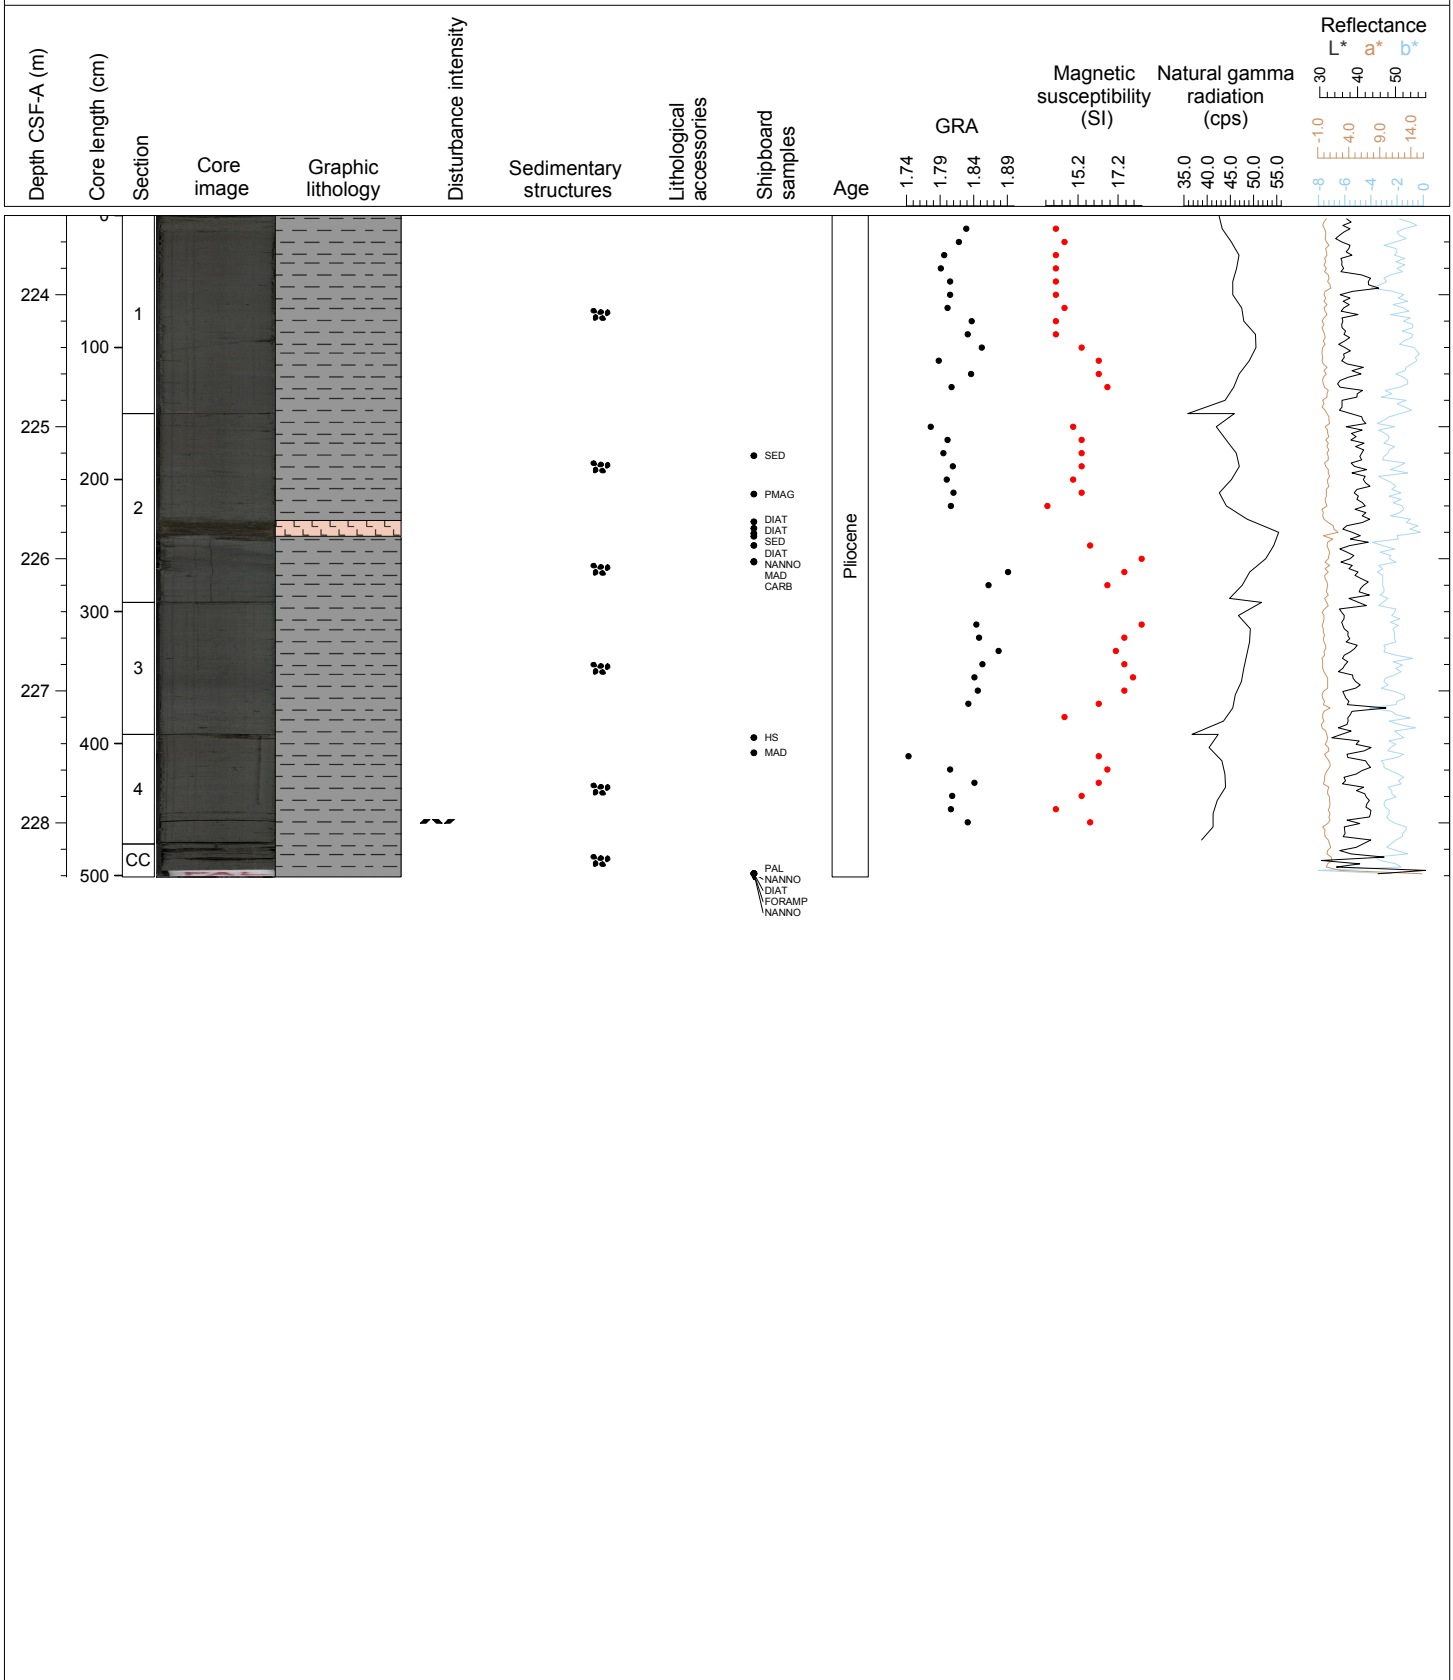 Depth CSF-A (m)
Core length (cm)
Section
Core
image
Graphic
lithology
Disturbance intensity
Sedimentary
structures
Lithological
accessories
Shipboard
samples
Age
GRA
1.74 1.79 1.84 1.89
Magnetic
susceptibility
(SI)
15.2 17.2
Natural gamma
radiation
(cps)
35.0 40.0 45.0 50.0 55.0
Reflectance
L* a* b*
30 40 50
-1.0 4.0 9.0 14.0
-8 -6 -4 -2 0
0
224
1
100
225
SED
200
PMAG
2
DIAT
DIAT
SED
DIAT
226
NANNO
MAD
CARB
Pliocene
300
3
227
HS
400
MAD
4
228
CC
500
PAL
NANNO
DIAT
FORAMP
NANNO